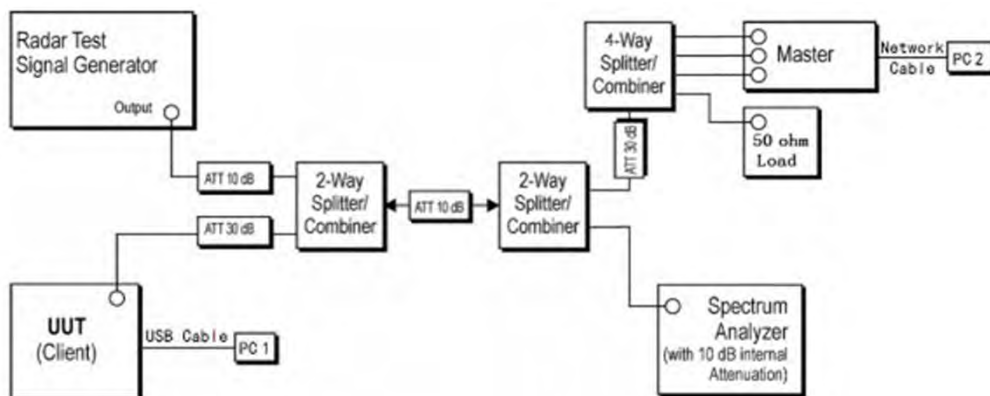 Radar Test
Signal Generator
Output
ATT 10 dB
ATT 30 dB
2-Way
Splitter/
Combiner
ATT 10 dB
2-Way
Splitter/
Combiner
ATT 30 dB
4-Way
Splitter/
Combiner
Master
Network
Cable
PC 2
50 ohm
Load
UUT
(Client)
USB Cable
PC 1
Spectrum
Analyzer
(with 10 dB internal
Attenuation)